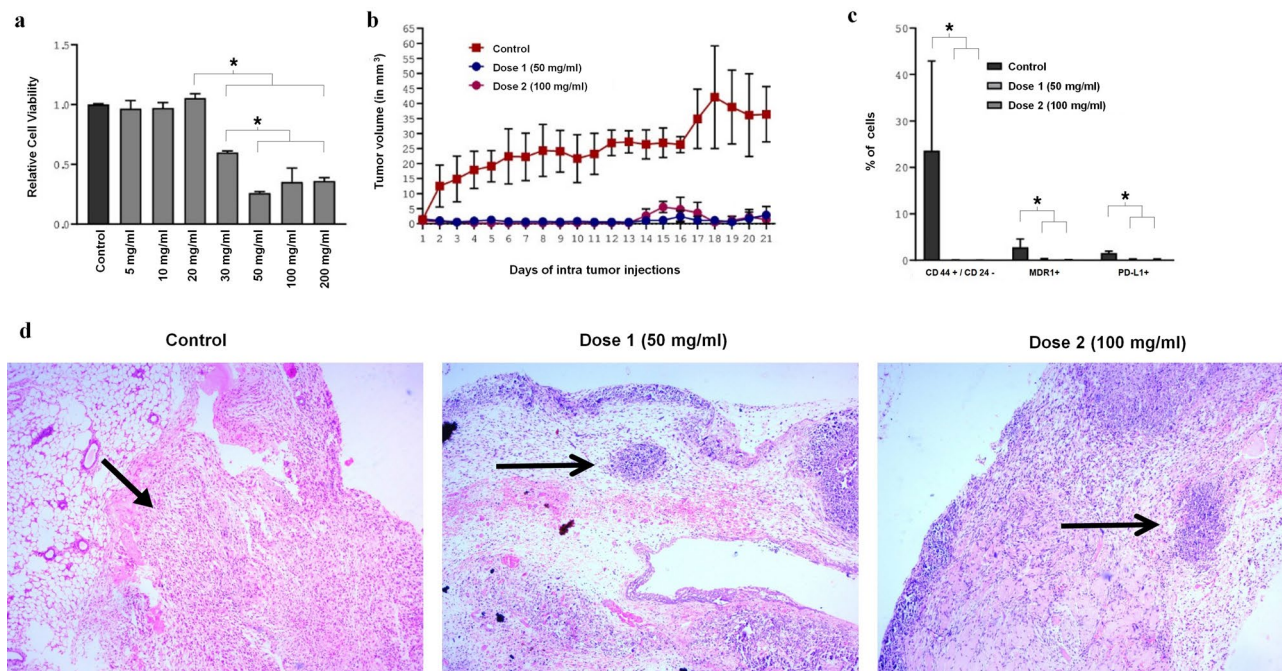 a
Relative Cell Viability
1.5
1.0
0.5
0.0
*
*
Control
5 mg/ml
10 mg/ml
20 mg/ml
30 mg/ml
50 mg/ml
100 mg/ml
200 mg/ml
b
Tumor volume (in mm³)
65
60
55
50
45
40
35
30
25
20
15
10
5
0
Control
Dose 1 (50 mg/ml)
Dose 2 (100 mg/ml)
1 2 3 4 5 6 7 8 9 10 11 12 13 14 15 16 17 18 19 20 21
Days of intra tumor injections
c
% of cells
50
40
30
20
10
0
*
Control
Dose 1 (50 mg/ml)
Dose 2 (100 mg/ml)
*
*
CD 44 + / CD 24 - MDR1+ PD-L1+
d
Control
Dose 1 (50 mg/ml)
Dose 2 (100 mg/ml)